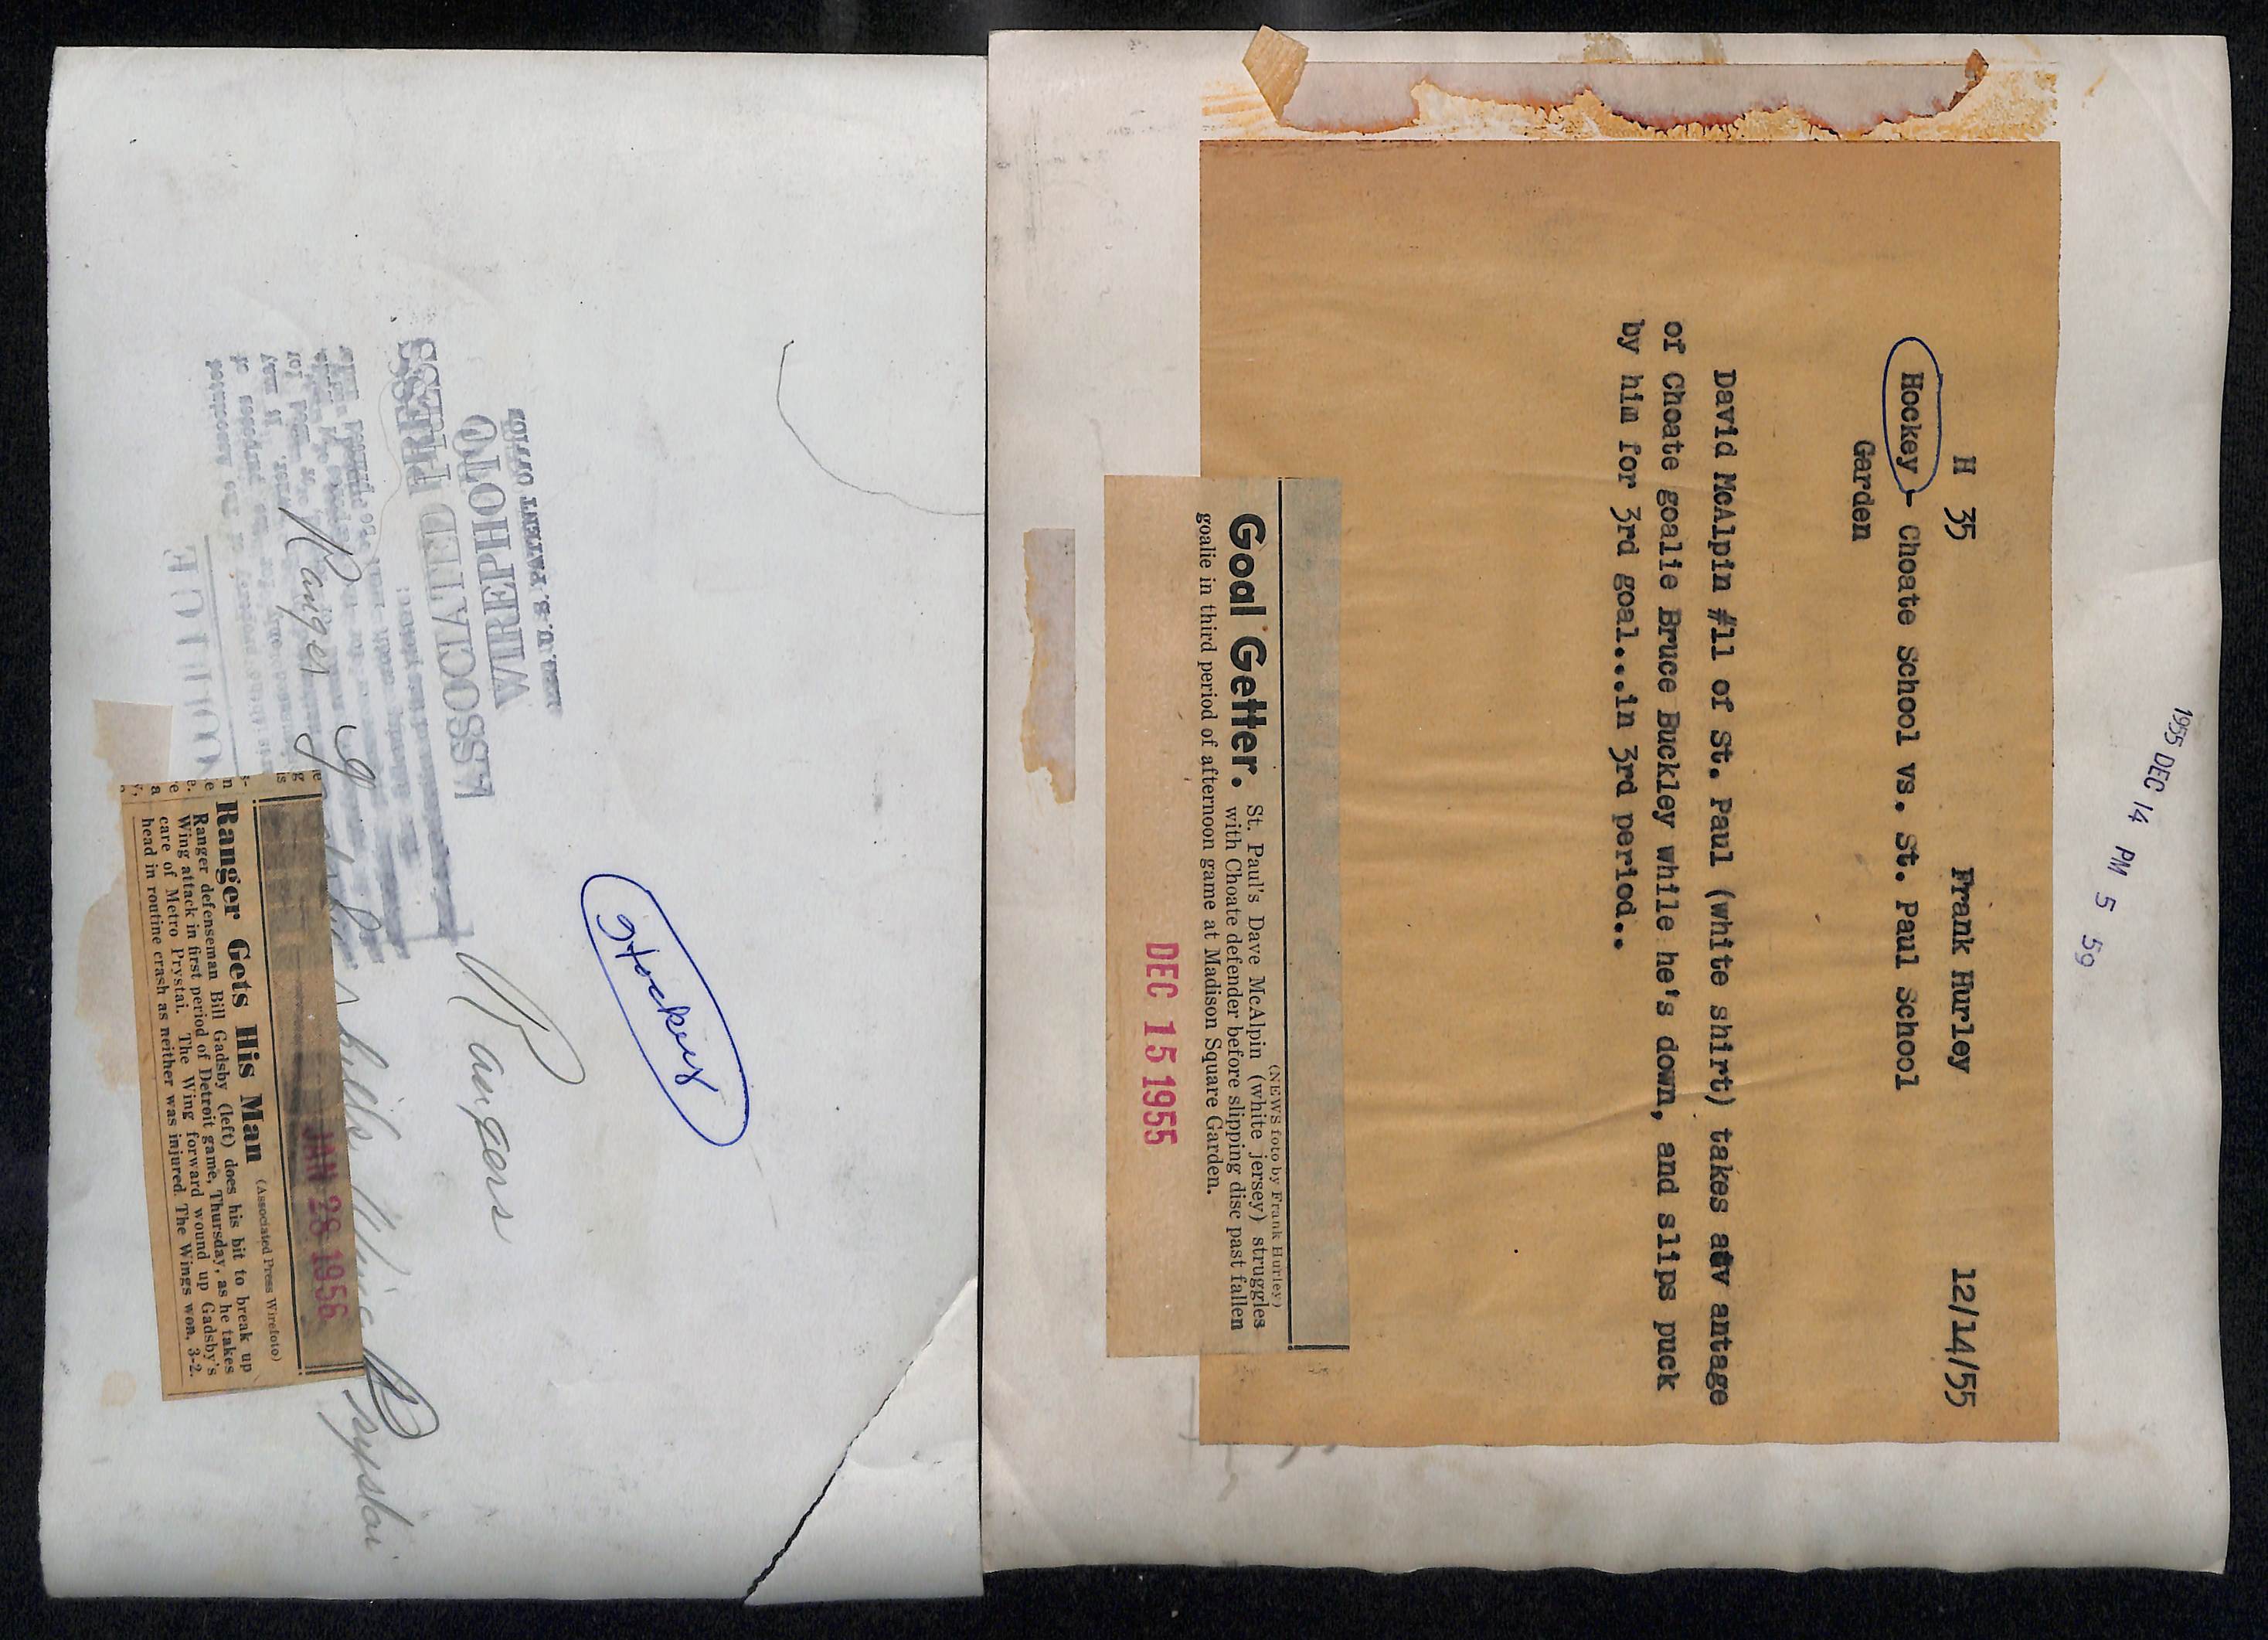 1955 DEC 14 PM 5 59
H 35 Frank Hurley 12/14/55
Hockey - Choate School vs. St. Paul School
Garden
David McAlpin #11 of St. Paul (white shirt) takes adv antage
of Choate goalie Bruce Buckley while he's down, and slips puck
by him for 3rd goal...in 3rd period..
(NEWS foto by Frank Hurley)
Goal Getter. St. Paul's Dave McAlpin (white jersey) struggles
with Choate defender before slipping disc past fallen
goalie in third period of afternoon game at Madison Square Garden.
DEC 15 1955
Hockey
Rangers
REG. U.S. PATENT OFFICE
WIREPHOTO
ASSOCIATED PRESS
Ranger
Prystai
JAN 28 1956
(Associated Press Wirefoto)
Ranger Gets His Man
Ranger defenseman Bill Gadsby (left) does his bit to break up
Wing attack in first period of Detroit game, Thursday, as he takes
care of Metro Prystai. The Wing forward wound up Gadsby's
head in routine crash as neither was injured. The Wings won, 3-2.